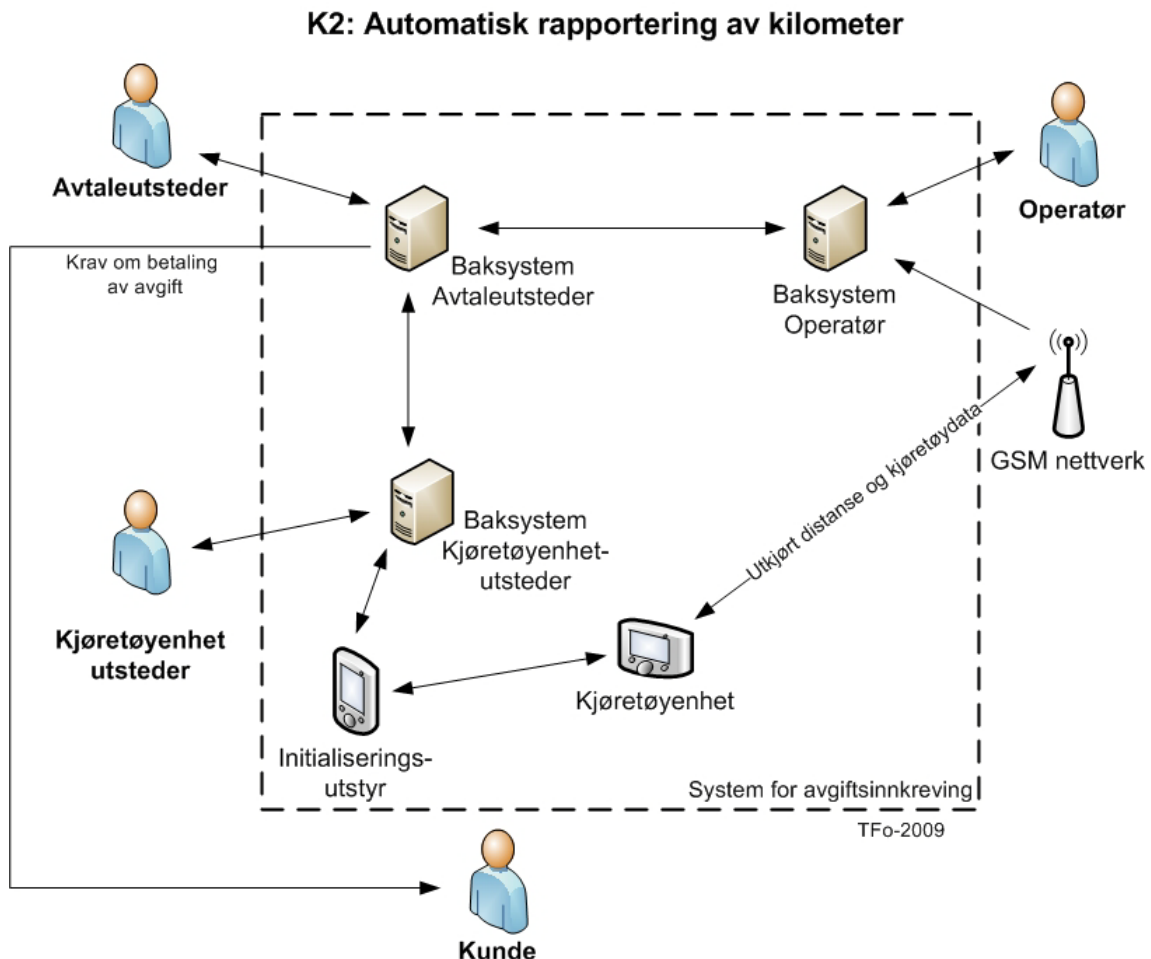 K2: Automatisk rapportering av kilometer
Avtaleutsteder
Operatør
Krav om betaling
av avgift
Baksystem
Avtaleutsteder
Baksystem
Operatør
GSM nettverk
Utkjørt distanse og kjøretøydata
Baksystem
Kjøretøyenhet-
utsteder
Kjøretøyenhet
utsteder
Kjøretøyenhet
Initialiserings-
utstyr
System for avgiftsinnkreving
TFo-2009
Kunde